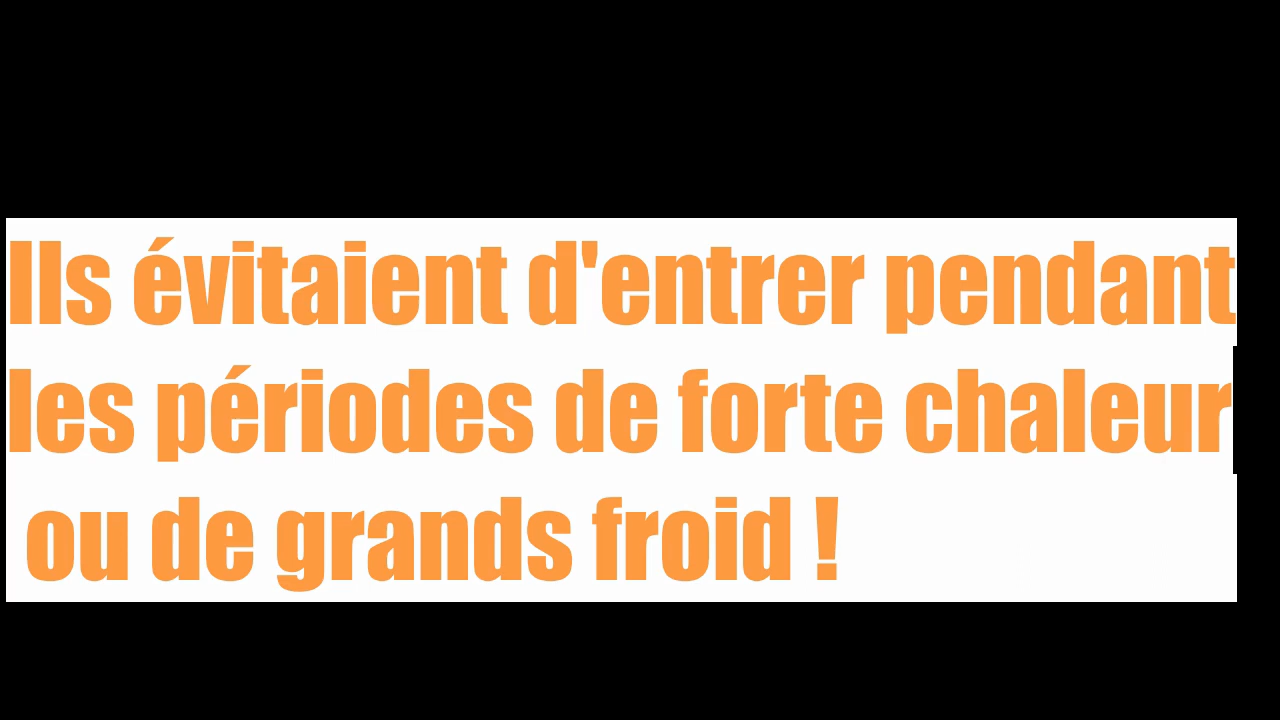 Ils évitaient d'entrer pendant
les périodes de forte chaleur
ou de grands froid !